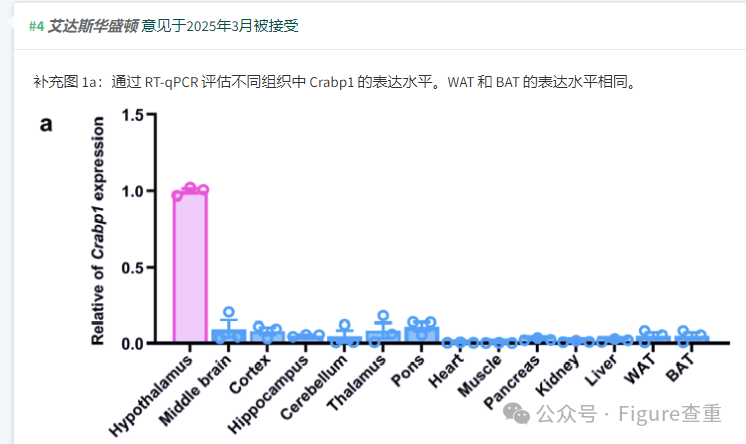 #4 艾达斯华盛顿 意见于2025年3月被接受
补充图 1a：通过 RT-qPCR 评估不同组织中 Crabp1 的表达水平。WAT 和 BAT 的表达水平相同。
a
Relative of Crabp1 expression
1.5
1.0
0.5
0.0
Hypothalamus
Middle brain
Cortex
Hippocampus
Cerebellum
Thalamus
Pons
Heart
Muscle
Pancreas
Kidney
Liver
WAT
BAT
公众号 · Figure查重